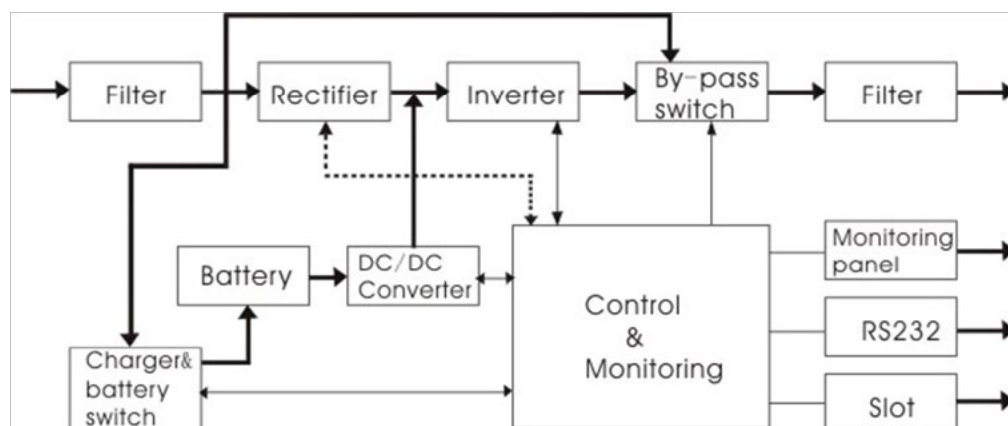 Filter
Rectifier
Inverter
By-pass
switch
Filter
Battery
DC/DC
Converter
Charger&
battery
switch
Control
&
Monitoring
Monitoring
panel
RS232
Slot